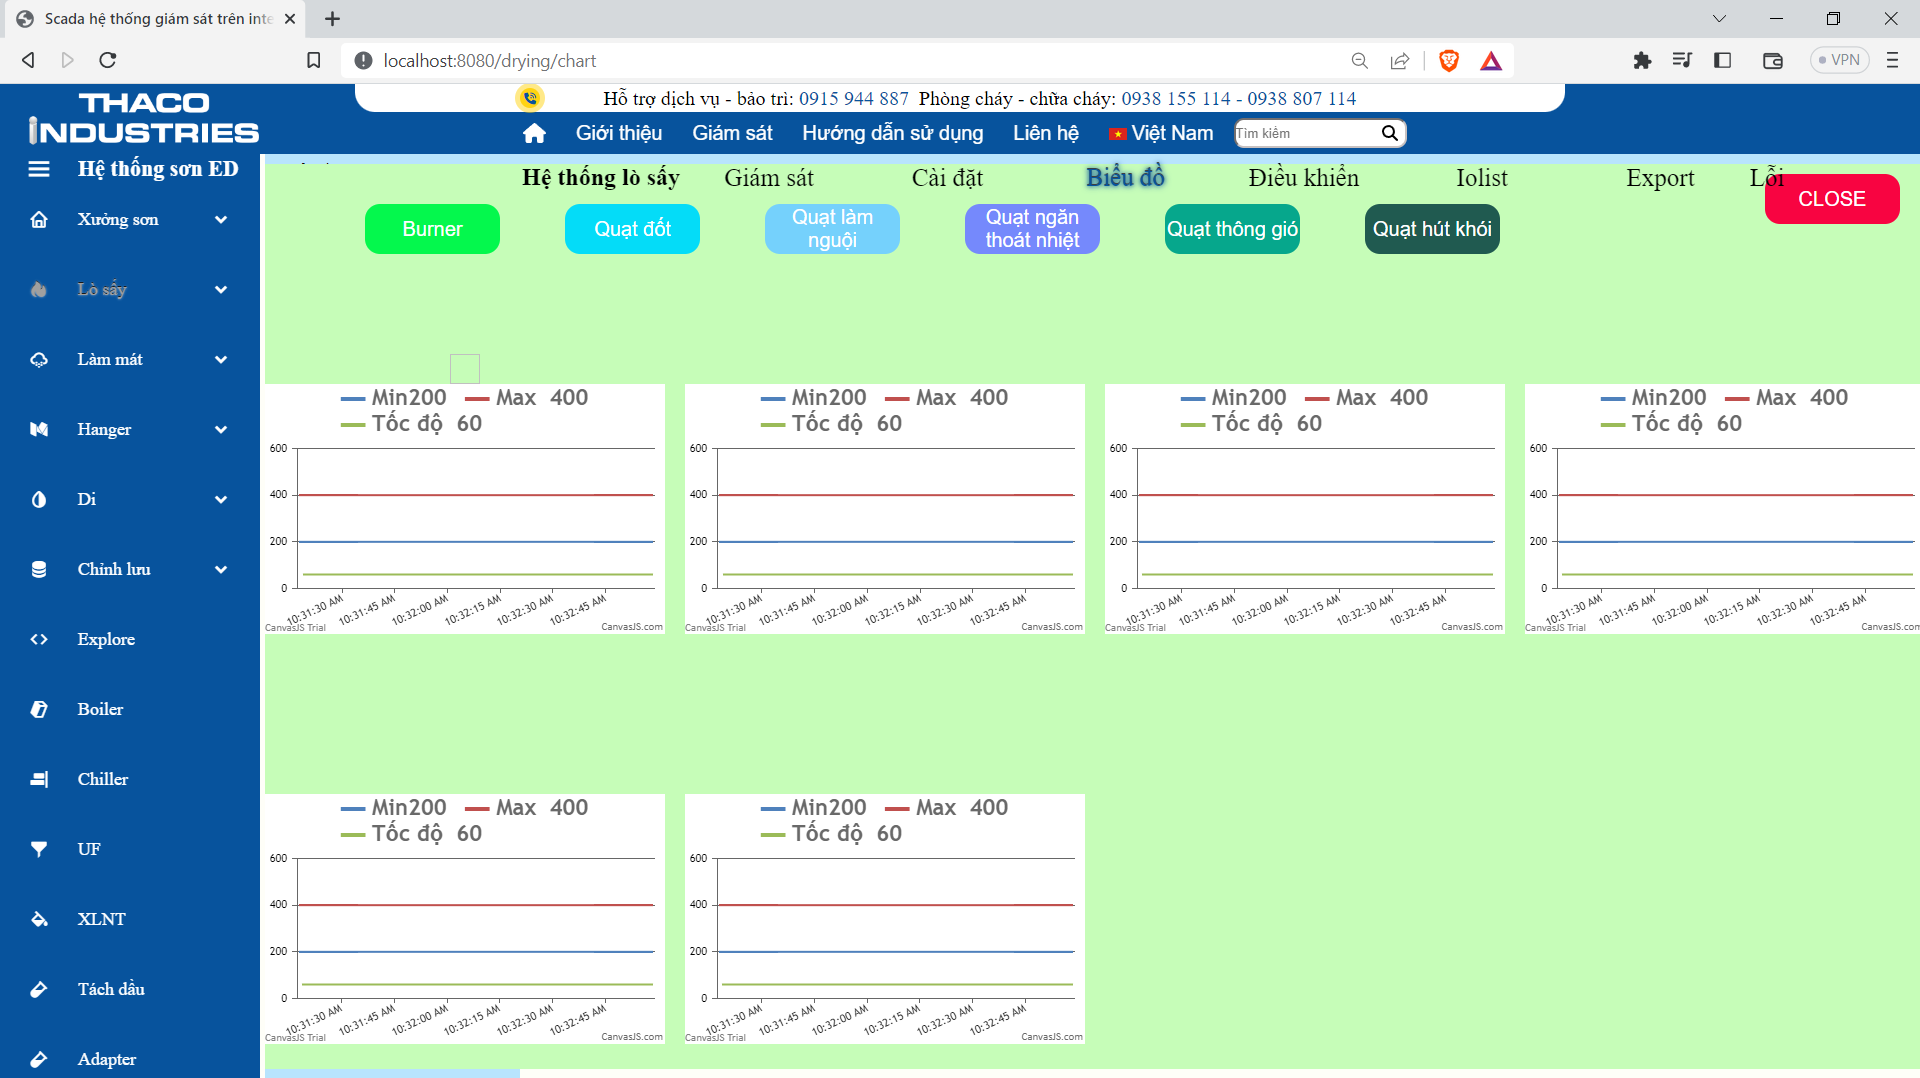 Scada hệ thống giám sát trên inte
localhost:8080/drying/chart
VPN
THACO
INDUSTRIES
Hỗ trợ dịch vụ - bảo trì: 0915 944 887 Phòng cháy - chữa cháy: 0938 155 114 - 0938 807 114
Giới thiệu Giám sát Hướng dẫn sử dụng Liên hệ Việt Nam Tìm kiếm
Hệ thống sơn ED
Xưởng sơn
Lò sấy
Làm mát
Hanger
Di
Chỉnh lưu
Explore
Boiler
Chiller
UF
XLNT
Tách dầu
Adapter
Hệ thống lò sấy Giám sát Cài đặt Biểu đồ Điều khiển Iolist Export Lỗi
CLOSE
Burner
Quạt đốt
Quạt làm
nguội
Quạt ngăn
thoát nhiệt
Quạt thông gió
Quạt hút khói
Min200 Max 400
Tốc độ 60
600
400
200
0
10:31:30 AM 10:31:45 AM 10:32:00 AM 10:32:15 AM 10:32:30 AM 10:32:45 AM
CanvasJS Trial CanvasJS.com
Min200 Max 400
Tốc độ 60
600
400
200
0
10:31:30 AM 10:31:45 AM 10:32:00 AM 10:32:15 AM 10:32:30 AM 10:32:45 AM
CanvasJS Trial CanvasJS.com
Min200 Max 400
Tốc độ 60
600
400
200
0
10:31:30 AM 10:31:45 AM 10:32:00 AM 10:32:15 AM 10:32:30 AM 10:32:45 AM
CanvasJS Trial CanvasJS.com
Min200 Max 400
Tốc độ 60
600
400
200
0
10:31:30 AM 10:31:45 AM 10:32:00 AM 10:32:15 AM 10:32:30 AM 10:32:45 AM
CanvasJS Trial CanvasJS.com
Min200 Max 400
Tốc độ 60
600
400
200
0
10:31:30 AM 10:31:45 AM 10:32:00 AM 10:32:15 AM 10:32:30 AM 10:32:45 AM
CanvasJS Trial CanvasJS.com
Min200 Max 400
Tốc độ 60
600
400
200
0
10:31:30 AM 10:31:45 AM 10:32:00 AM 10:32:15 AM 10:32:30 AM 10:32:45 AM
CanvasJS Trial CanvasJS.com